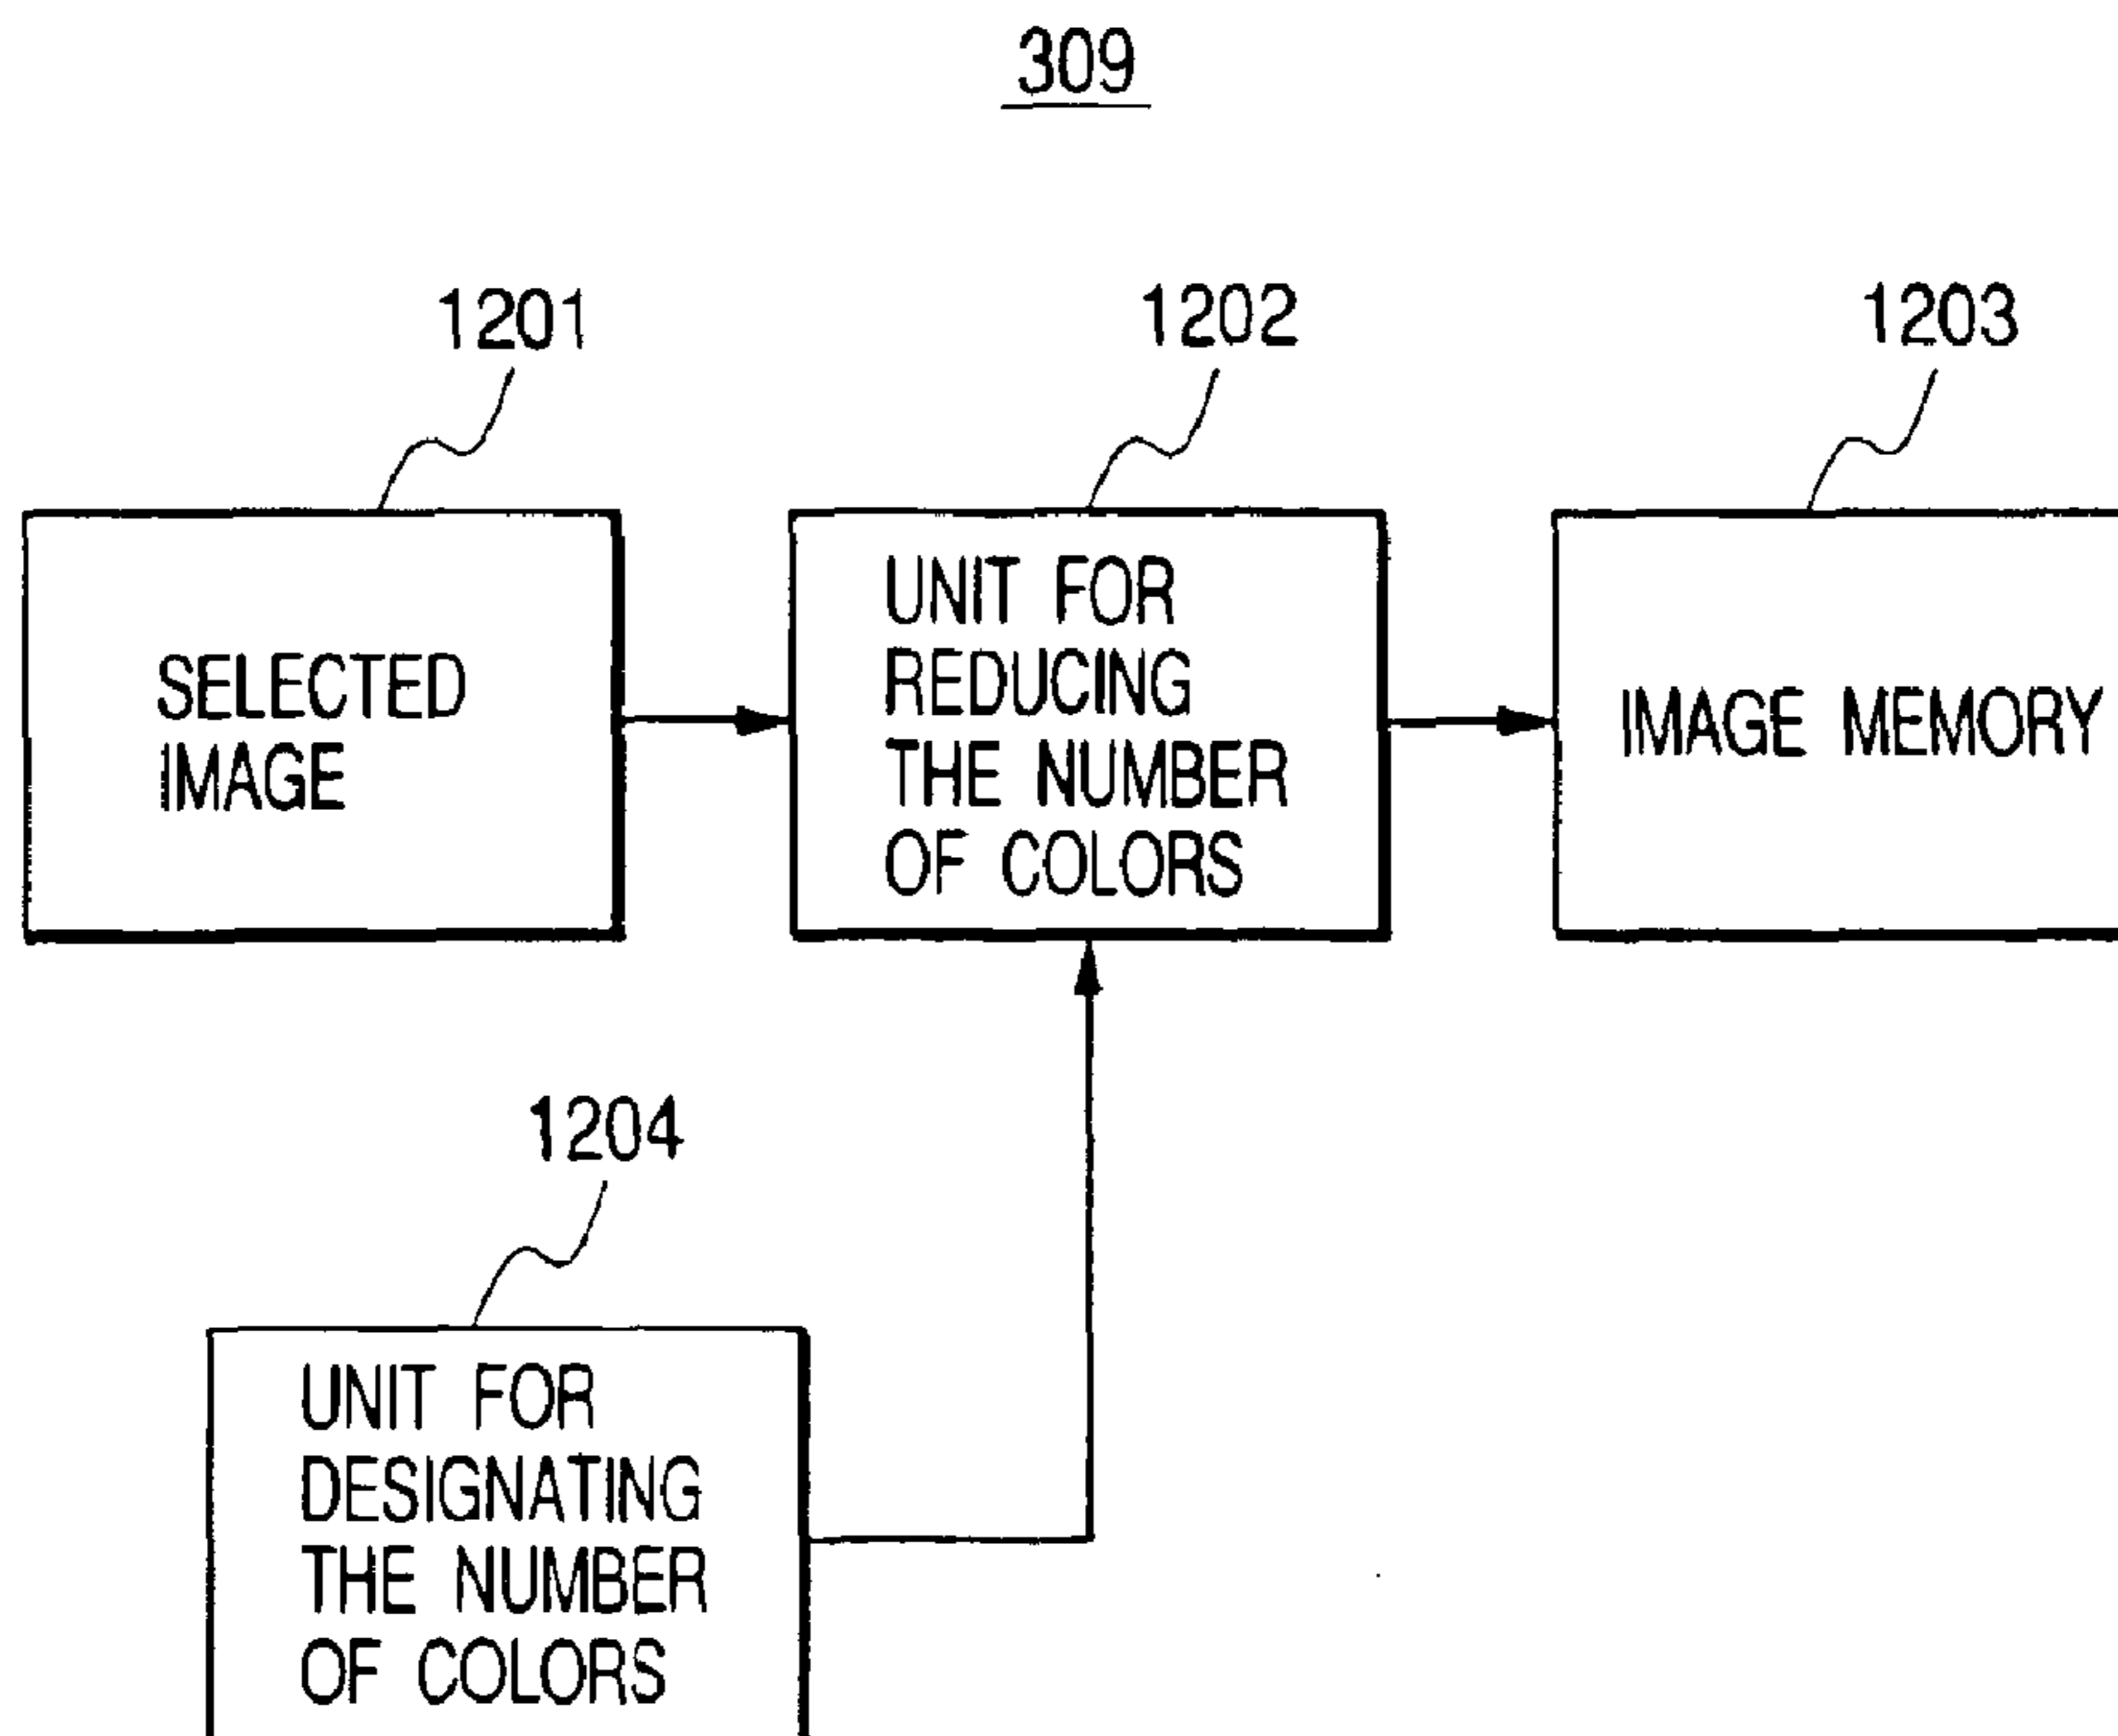 309
1201
1202
1203
SELECTED
IMAGE
UNIT FOR
REDUCING
THE NUMBER
OF COLORS
IMAGE MEMORY
1204
UNIT FOR
DESIGNATING
THE NUMBER
OF COLORS